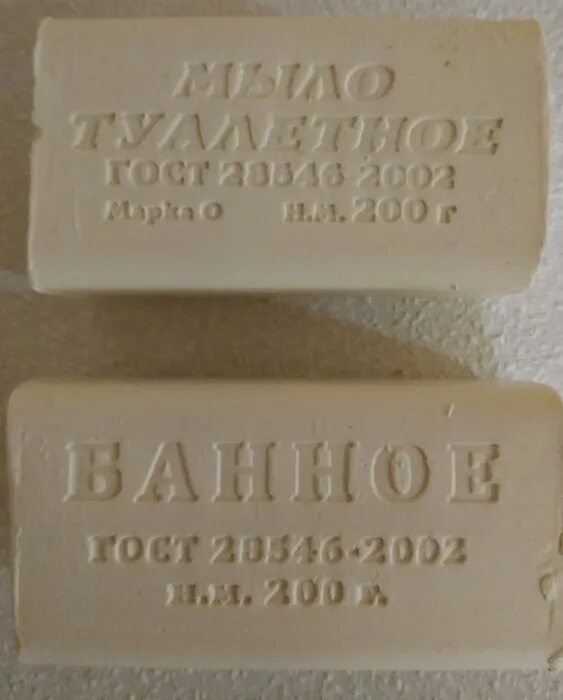 МЫЛО
ТУАЛЕТНОЕ
ГОСТ 28546-2002
Марка О н.м. 200 г
БАННОЕ
ГОСТ 28546-2002
н.м. 200 г.